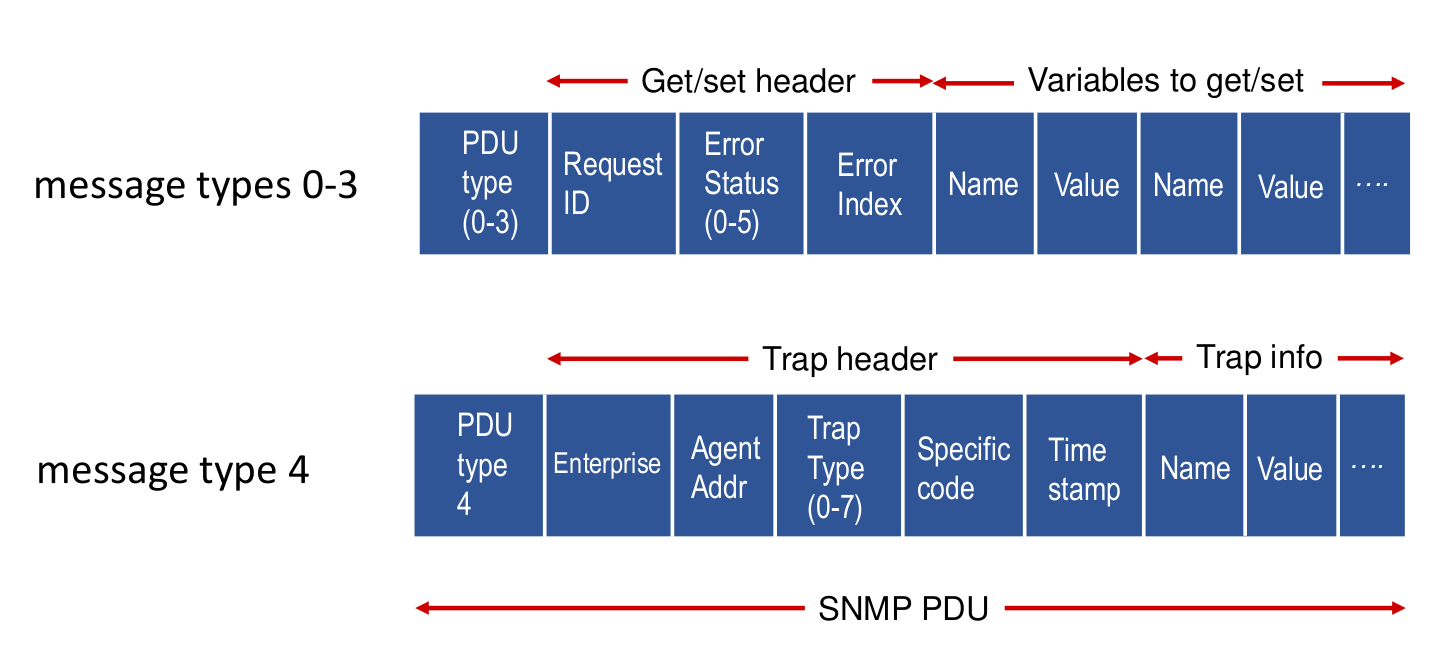 Get/set header
Variables to get/set
message types 0-3
PDU
type
(0-3)
Request
ID
Error
Status
(0-5)
Error
Index
Name
Value
Name
Value
....
Trap header
Trap info
message type 4
PDU
type
4
Enterprise
Agent
Addr
Trap
Type
(0-7)
Specific
code
Time
stamp
Name
Value
....
SNMP PDU